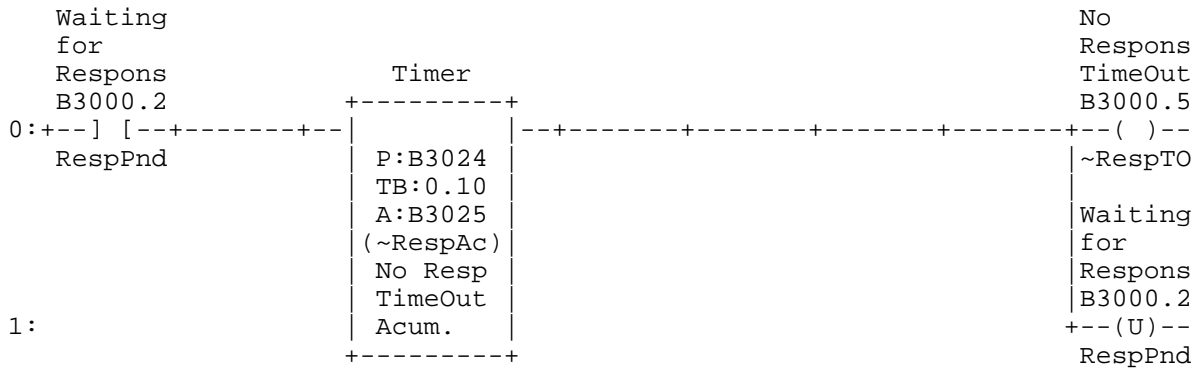 Waiting No
for Respons
Respons Timer TimeOut
B3000.2 +---------+ B3000.5
0:+--] [--+-------+--| |--+-------+-------+-------+-------+--( )--
RespPnd | P:B3024 | |~RespTO
| TB:0.10 | |
| A:B3025 | |Waiting
|(~RespAc)| |for
| No Resp | |Respons
| TimeOut | |B3000.2
1: | Acum. | +--(U)--
+---------+ RespPnd